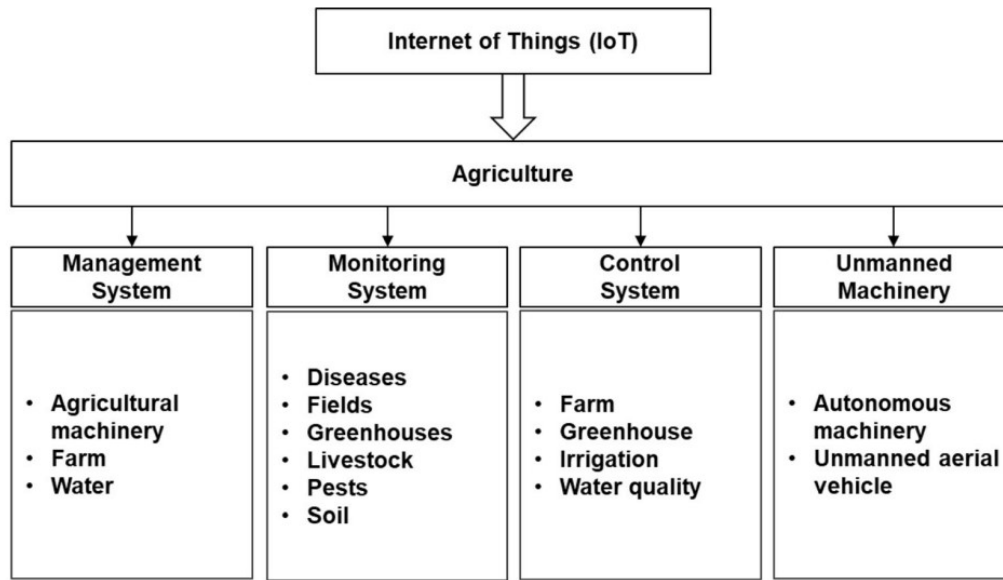 Internet of Things (IoT)
Agriculture
Management
System
Monitoring
System
Control
System
Unmanned
Machinery
• Agricultural
machinery
• Farm
• Water
• Diseases
• Fields
• Greenhouses
• Livestock
• Pests
• Soil
• Farm
• Greenhouse
• Irrigation
• Water quality
• Autonomous
machinery
• Unmanned aerial
vehicle